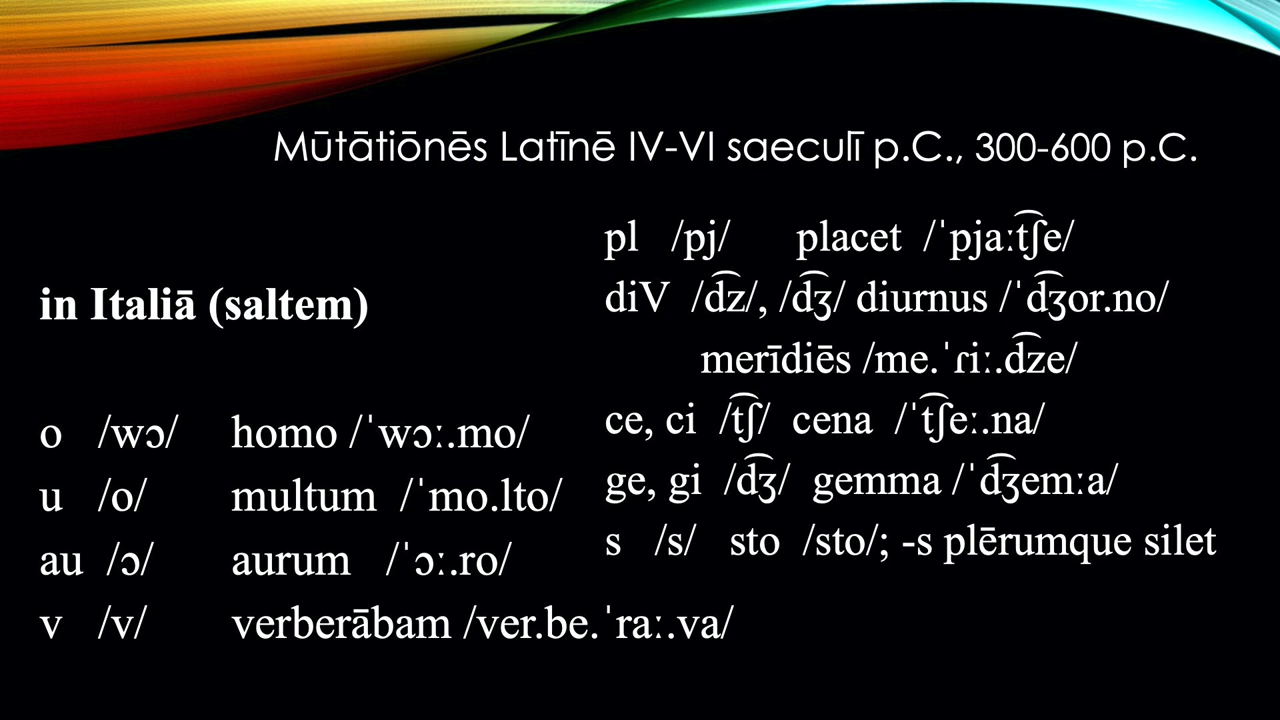 Mūtātiōnēs Latīnē IV-VI saeculī p.C., 300-600 p.C.
in Italiā (saltem)
o /wɔ/ homo /ˈwɔː.mo/
u /o/ multum /ˈmo.lto/
au /ɔ/ aurum /ˈɔː.ro/
v /v/ verberābam /ver.be.ˈraː.va/
pl /pj/ placet /ˈpjaːt͡ʃe/
diV /d͡z/, /d͡ʒ/ diurnus /ˈd͡ʒor.no/
merīdiēs /me.ˈɾiː.d͡ze/
ce, ci /t͡ʃ/ cena /ˈt͡ʃeː.na/
ge, gi /d͡ʒ/ gemma /ˈd͡ʒemːa/
s /s/ sto /sto/; -s plērumque silet